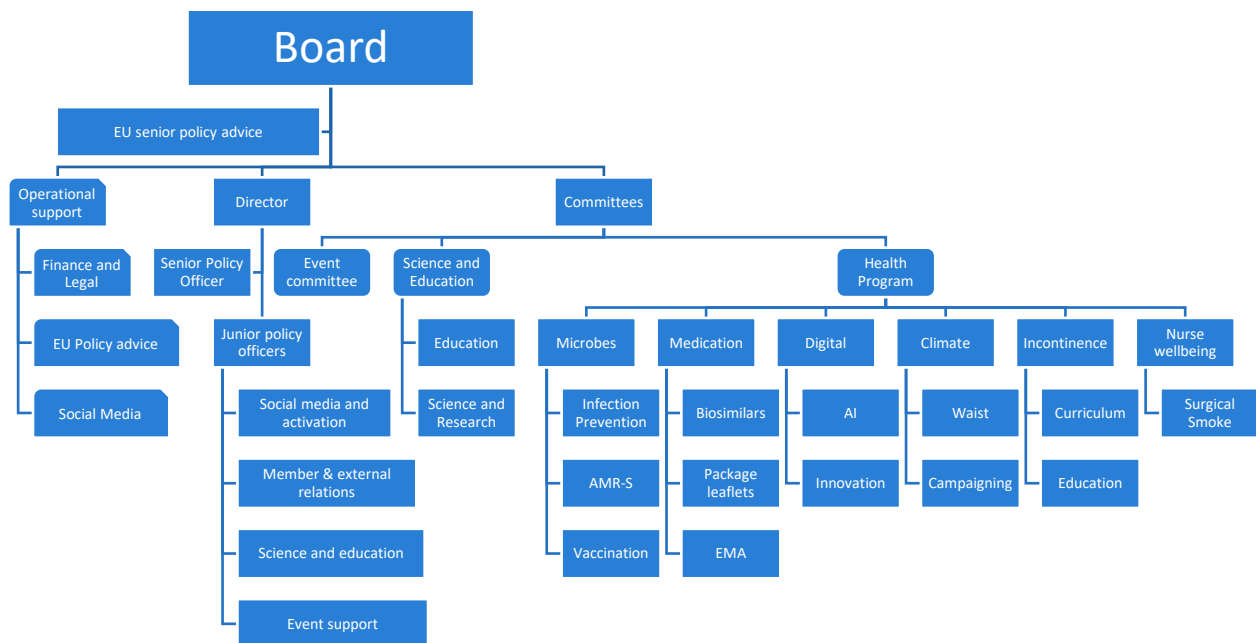 Board
EU senior policy advice
Operational
support
Director
Committees
Finance and
Legal
Senior Policy
Officer
Event
committee
Science and
Education
Health
Program
EU Policy advice
Junior policy
officers
Education
Microbes
Medication
Digital
Climate
Incontinence
Nurse
wellbeing
Social Media
Social media and
activation
Science and
Research
Infection
Prevention
Biosimilars
AI
Waist
Curriculum
Surgical
Smoke
Member & external
relations
AMR-S
Package
leaflets
Innovation
Campaigning
Education
Science and education
Vaccination
EMA
Event support